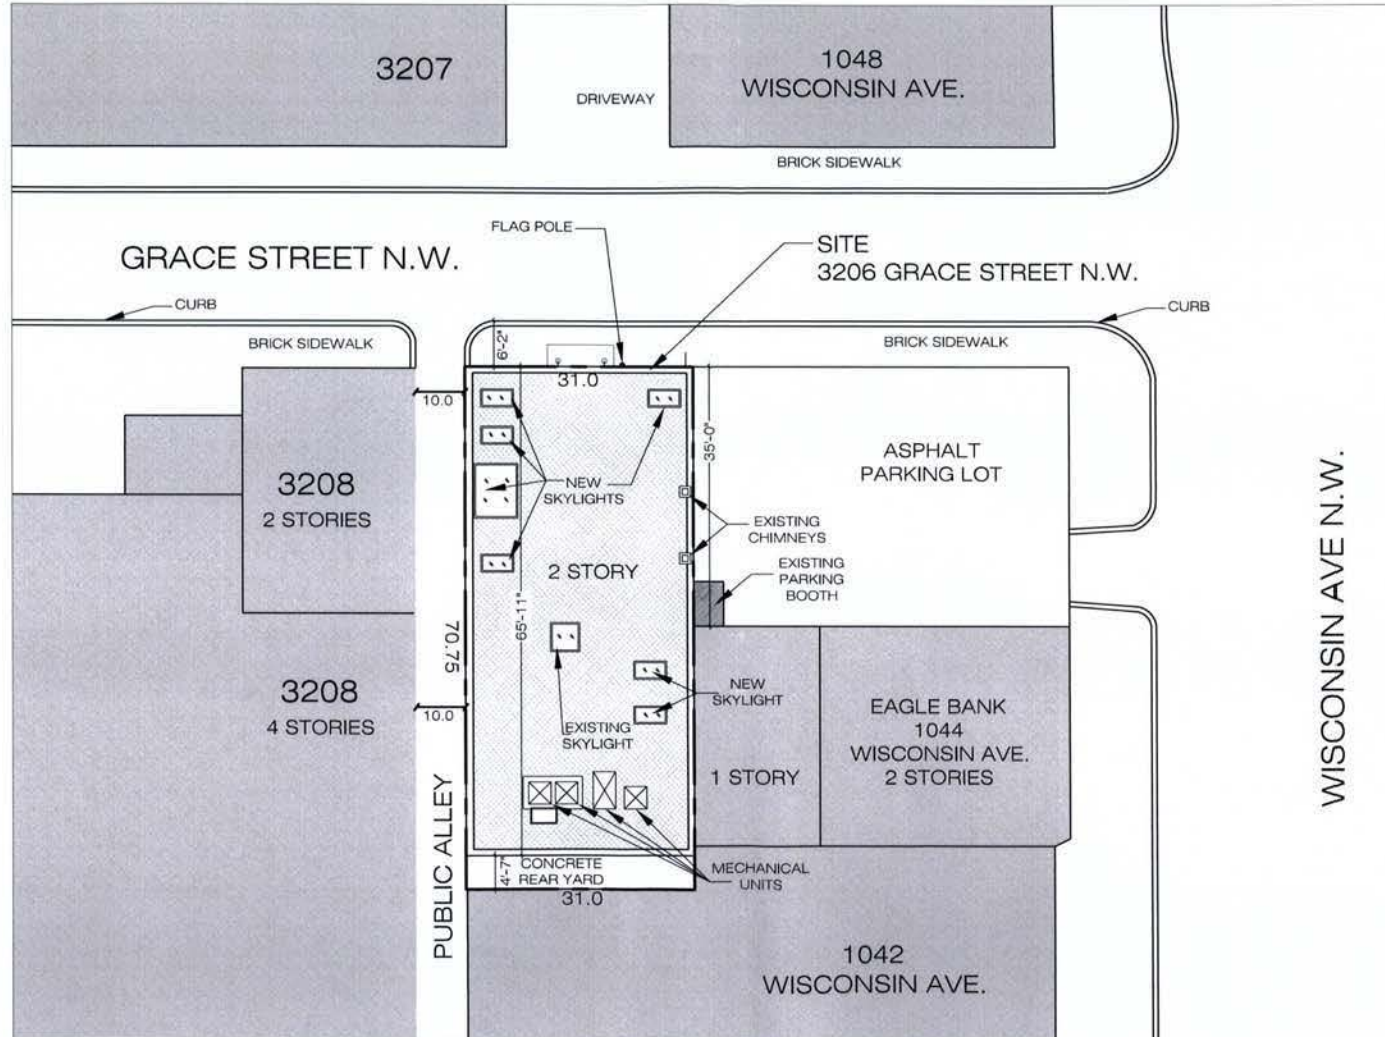 3207
1048
WISCONSIN AVE.
DRIVEWAY
BRICK SIDEWALK
FLAG POLE
GRACE STREET N.W.
SITE
3206 GRACE STREET N.W.
CURB
CURB
BRICK SIDEWALK
6'-2"
BRICK SIDEWALK
31.0
10.0
35'-0"
ASPHALT
PARKING LOT
3208
2 STORIES
NEW
SKYLIGHTS
EXISTING
CHIMNEYS
2 STORY
EXISTING
PARKING
BOOTH
65'-11"
70.75
3208
4 STORIES
10.0
NEW
SKYLIGHT
EXISTING
SKYLIGHT
EAGLE BANK
1044
WISCONSIN AVE.
2 STORIES
1 STORY
WISCONSIN AVE N.W.
PUBLIC ALLEY
4'-7"
CONCRETE
REAR YARD
MECHANICAL
UNITS
31.0
1042
WISCONSIN AVE.